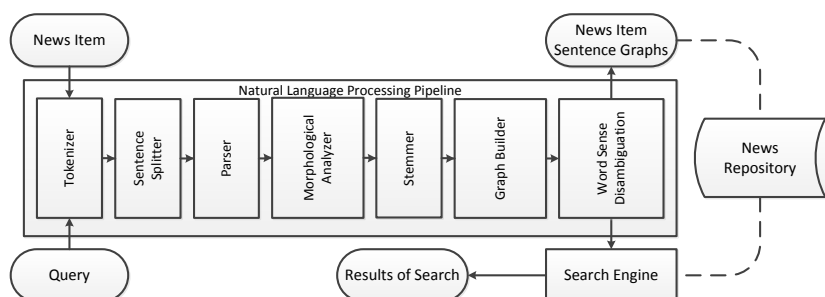 News Item
News Item
Sentence Graphs
Natural Language Processing Pipeline
Tokenizer
Sentence
Splitter
Parser
Morphological
Analyzer
Stemmer
Graph Builder
Word Sense
Disambiguation
News
Repository
Query
Results of Search
Search Engine